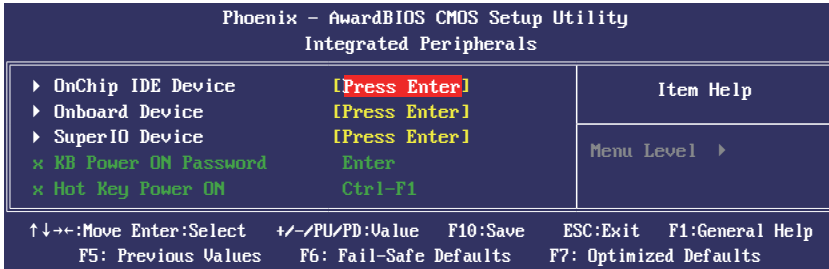 Phoenix - AwardBIOS CMOS Setup Utility
Integrated Peripherals
▶ OnChip IDE Device [Press Enter] Item Help
▶ Onboard Device [Press Enter]
▶ SuperIO Device [Press Enter] Menu Level ▶
x KB Power ON Password Enter
x Hot Key Power ON Ctrl-F1
↑↓→←:Move Enter:Select +/-/PU/PD:Value F10:Save ESC:Exit F1:General Help
F5: Previous Values F6: Fail-Safe Defaults F7: Optimized Defaults